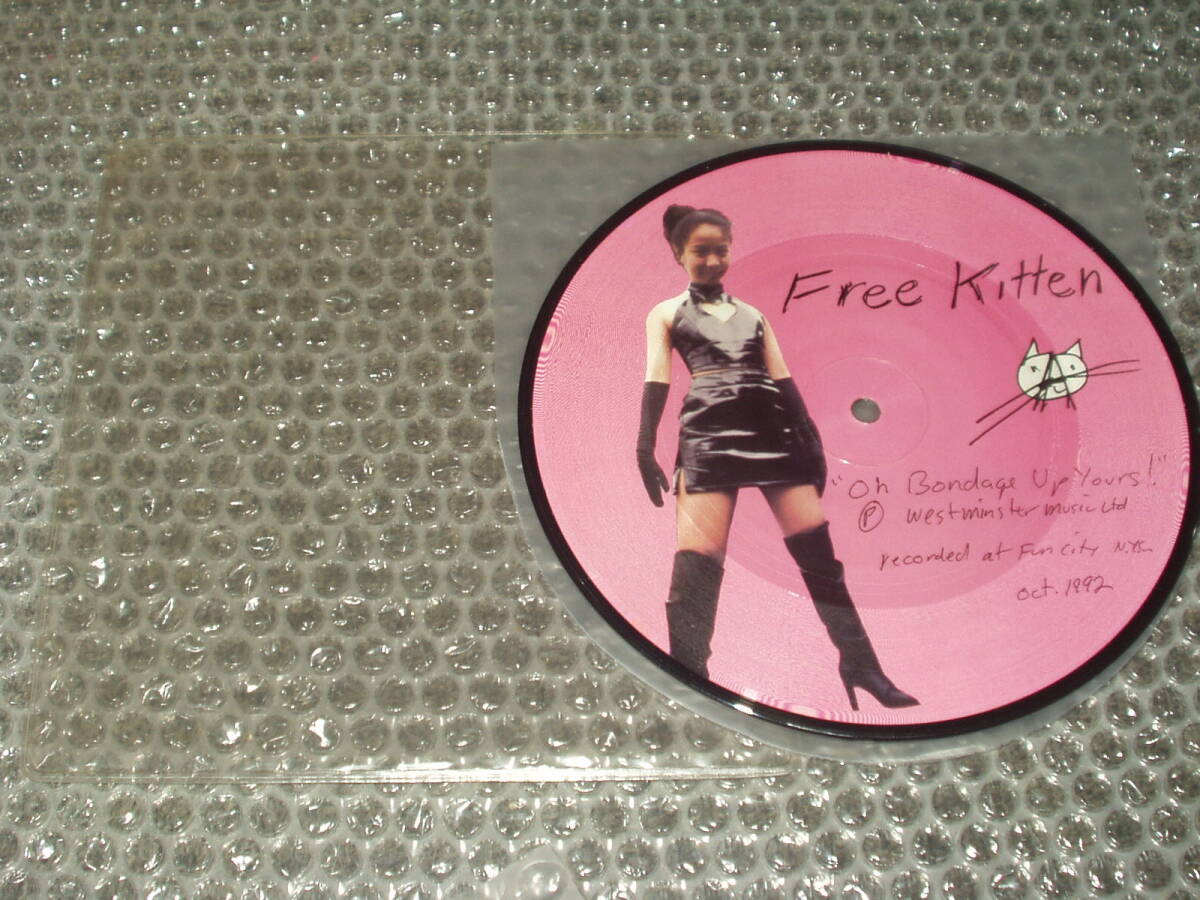 Free Kitten
"Oh Bondage Up Yours!"
Ⓟ Westminster music Ltd.
recorded at Fun City N.Y.
Oct. 1992